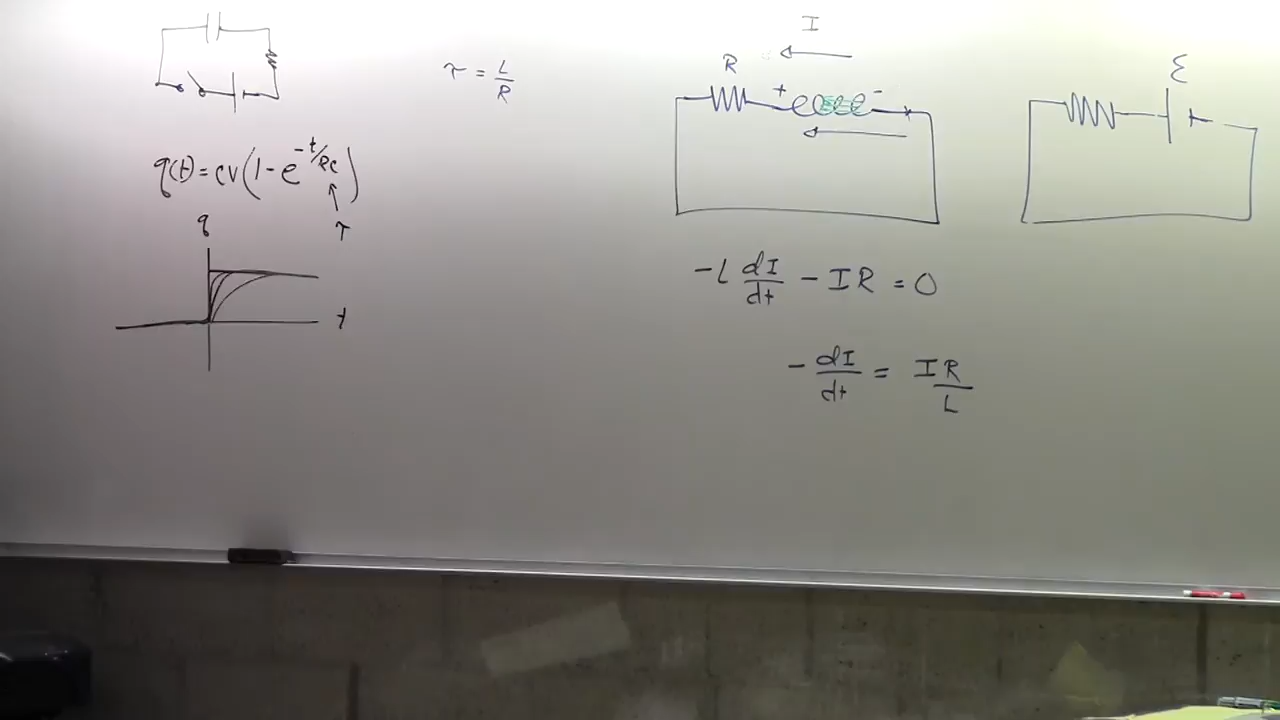 τ = L/R
q(t) = cv(1 - e^{-t/RC})
τ
q
t
I
R
+ -
ε
-L dI/dt - IR = 0
- dI/dt = IR/L